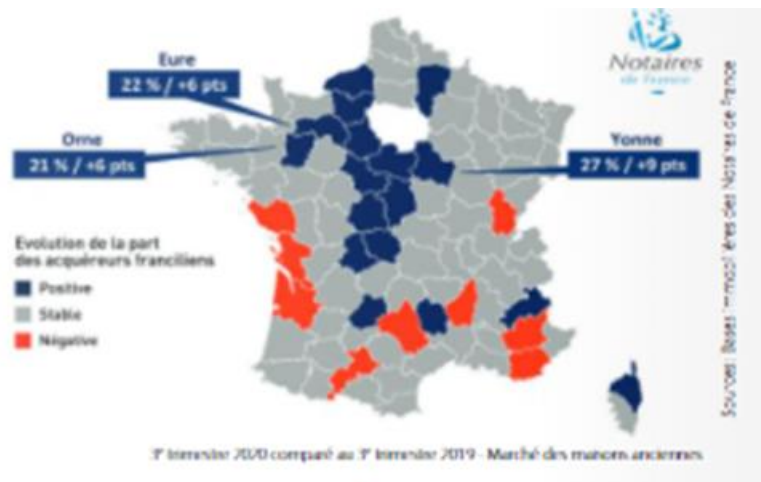 Eure
22 % / +6 pts
Orne
21 % / +6 pts
Notaires
de France
Yonne
27 % / +9 pts
Evolution de la part
des acquéreurs franciliens
Positive
Stable
Négative
Sources: Bases Immobilières des Notaires de France
3e trimestre 2020 comparé au 3e trimestre 2019 - Marché des maisons anciennes